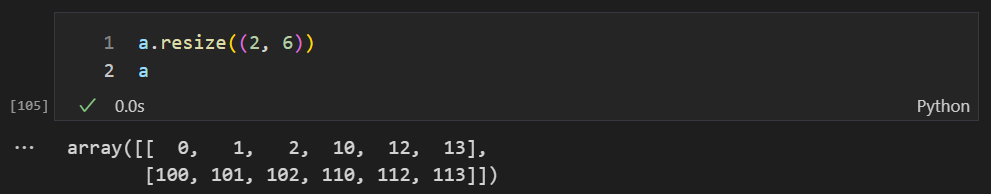 1 a.resize((2, 6))
2 a
[105] ✓ 0.0s Python
... array([[  0,   1,   2,  10,  12,  13],
       [100, 101, 102, 110, 112, 113]])